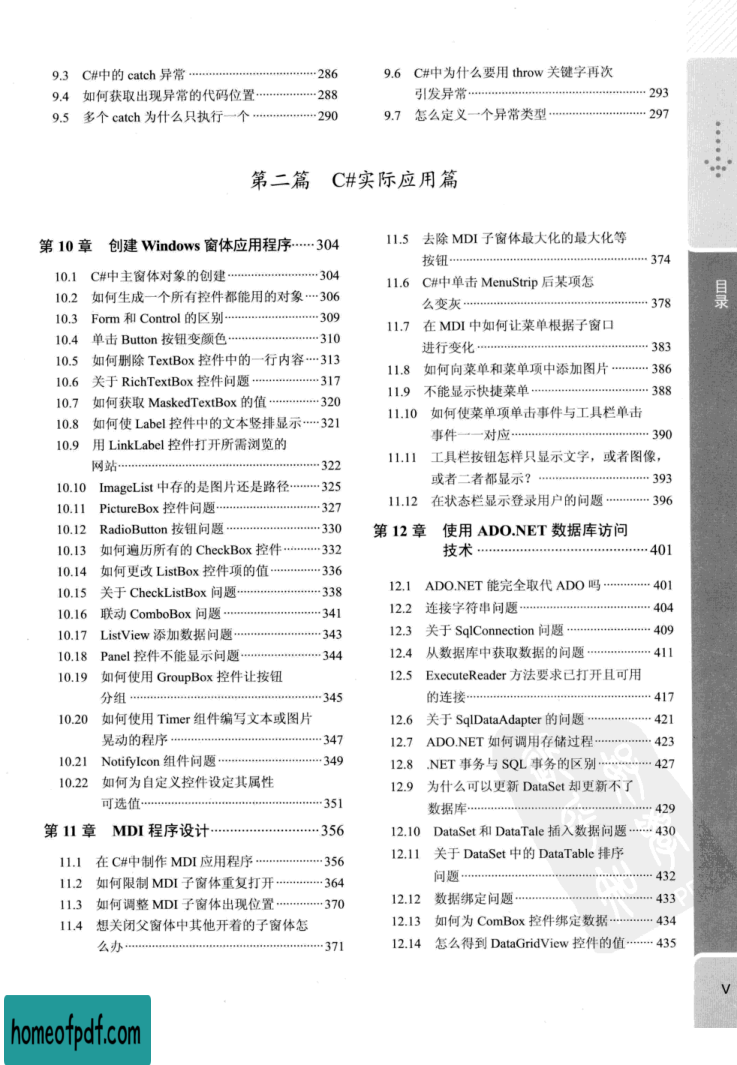 9.3 C#中的 catch 异常 ······ 286
9.4 如何获取出现异常的代码位置 ······ 288
9.5 多个 catch 为什么只执行一个 ······ 290
9.6 C#中为什么要用 throw 关键字再次
引发异常 ······ 293
9.7 怎么定义一个异常类型 ······ 297
第二篇 C#实际应用篇
第 10 章 创建 Windows 窗体应用程序 ······ 304
10.1 C#中主窗体对象的创建 ······ 304
10.2 如何生成一个所有控件都能用的对象 ······ 306
10.3 Form 和 Control 的区别 ······ 309
10.4 单击 Button 按钮变颜色 ······ 310
10.5 如何删除 TextBox 控件中的一行内容 ······ 313
10.6 关于 RichTextBox 控件问题 ······ 317
10.7 如何获取 MaskedTextBox 的值 ······ 320
10.8 如何使 Label 控件中的文本竖排显示 ······ 321
10.9 用 LinkLabel 控件打开所需浏览的
网站 ······ 322
10.10 ImageList 中存的是图片还是路径 ······ 325
10.11 PictureBox 控件问题 ······ 327
10.12 RadioButton 按钮问题 ······ 330
10.13 如何遍历所有的 CheckBox 控件 ······ 332
10.14 如何更改 ListBox 控件项的值 ······ 336
10.15 关于 CheckListBox 问题 ······ 338
10.16 联动 ComboBox 问题 ······ 341
10.17 ListView 添加数据问题 ······ 343
10.18 Panel 控件不能显示问题 ······ 344
10.19 如何使用 GroupBox 控件让按钮
分组 ······ 345
10.20 如何使用 Timer 组件编写文本或图片
晃动的程序 ······ 347
10.21 NotifyIcon 组件问题 ······ 349
10.22 如何为自定义控件设定其属性
可选值 ······ 351
第 11 章 MDI 程序设计 ······ 356
11.1 在 C#中制作 MDI 应用程序 ······ 356
11.2 如何限制 MDI 子窗体重复打开 ······ 364
11.3 如何调整 MDI 子窗体出现位置 ······ 370
11.4 想关闭父窗体中其他开着的子窗体怎
么办 ······ 371
11.5 去除 MDI 子窗体最大化的最大化等
按钮 ······ 374
11.6 C#中单击 MenuStrip 后某项怎
么变灰 ······ 378
11.7 在 MDI 中如何让菜单根据子窗口
进行变化 ······ 383
11.8 如何向菜单和菜单项中添加图片 ······ 386
11.9 不能显示快捷菜单 ······ 388
11.10 如何使菜单项单击事件与工具栏单击
事件一一对应 ······ 390
11.11 工具栏按钮怎样只显示文字，或者图像，
或者二者都显示？ ······ 393
11.12 在状态栏显示登录用户的问题 ······ 396
第 12 章 使用 ADO.NET 数据库访问
技术 ······ 401
12.1 ADO.NET 能完全取代 ADO 吗 ······ 401
12.2 连接字符串问题 ······ 404
12.3 关于 SqlConnection 问题 ······ 409
12.4 从数据库中获取数据的问题 ······ 411
12.5 ExecuteReader 方法要求已打开且可用
的连接 ······ 417
12.6 关于 SqlDataAdapter 的问题 ······ 421
12.7 ADO.NET 如何调用存储过程 ······ 423
12.8 .NET 事务与 SQL 事务的区别 ······ 427
12.9 为什么可以更新 DataSet 却更新不了
数据库 ······ 429
12.10 DataSet 和 DataTale 插入数据问题 ······ 430
12.11 关于 DataSet 中的 DataTable 排序
问题 ······ 432
12.12 数据绑定问题 ······ 433
12.13 如何为 ComBox 控件绑定数据 ······ 434
12.14 怎么得到 DataGridView 控件的值 ······ 435
目录
V
homeofpdf.com